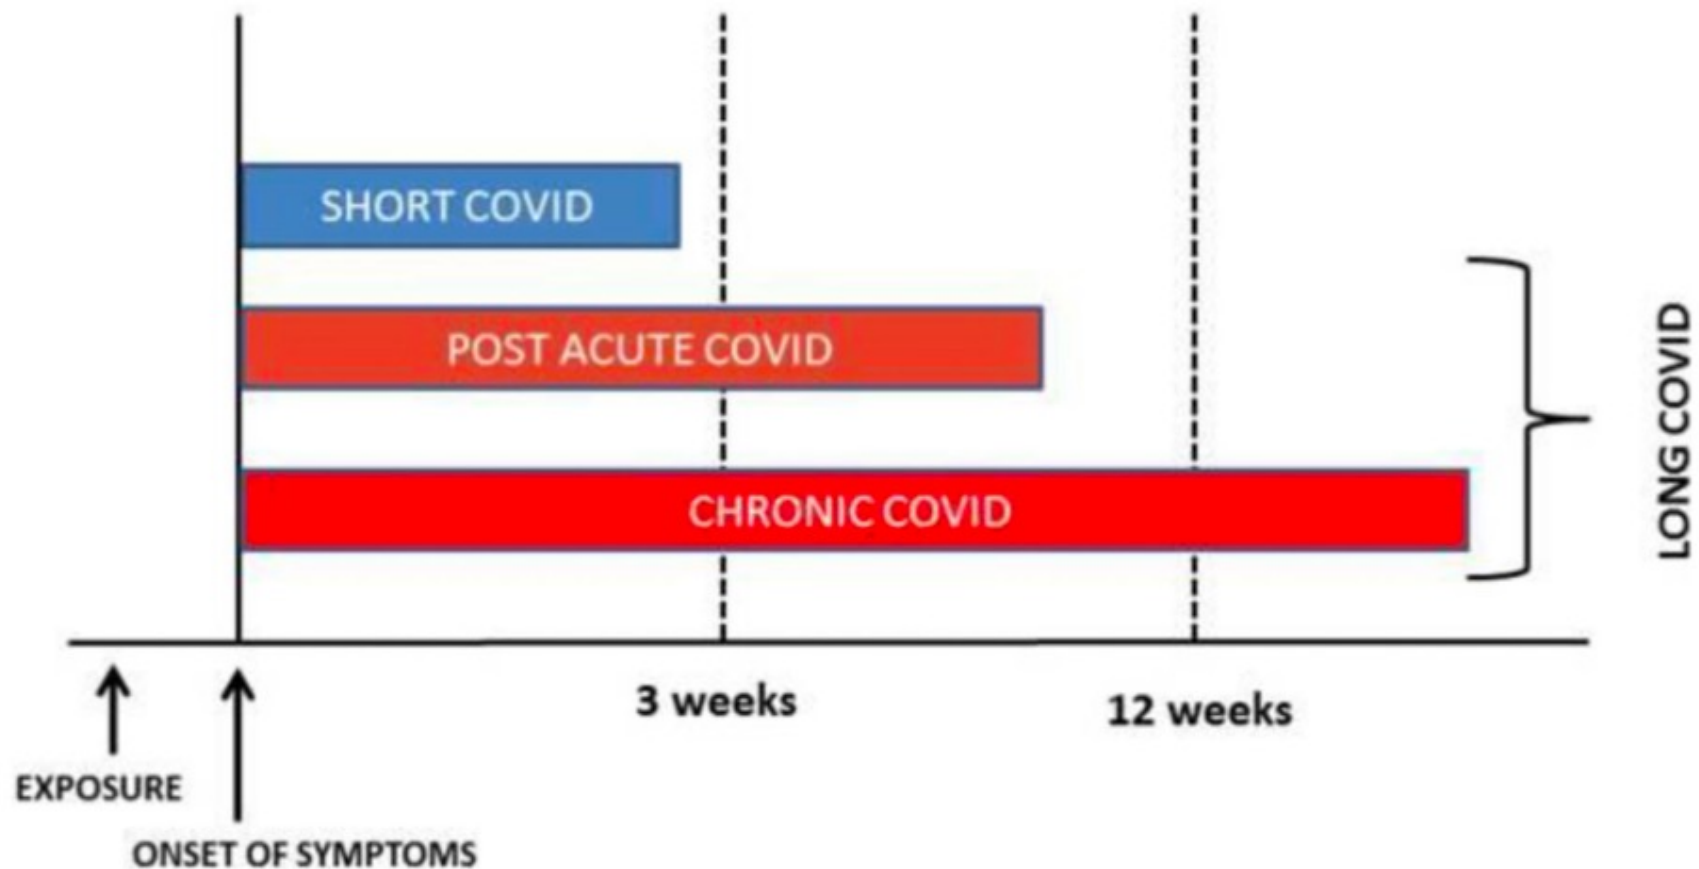 SHORT COVID
POST ACUTE COVID
CHRONIC COVID
LONG COVID
3 weeks
12 weeks
EXPOSURE
ONSET OF SYMPTOMS